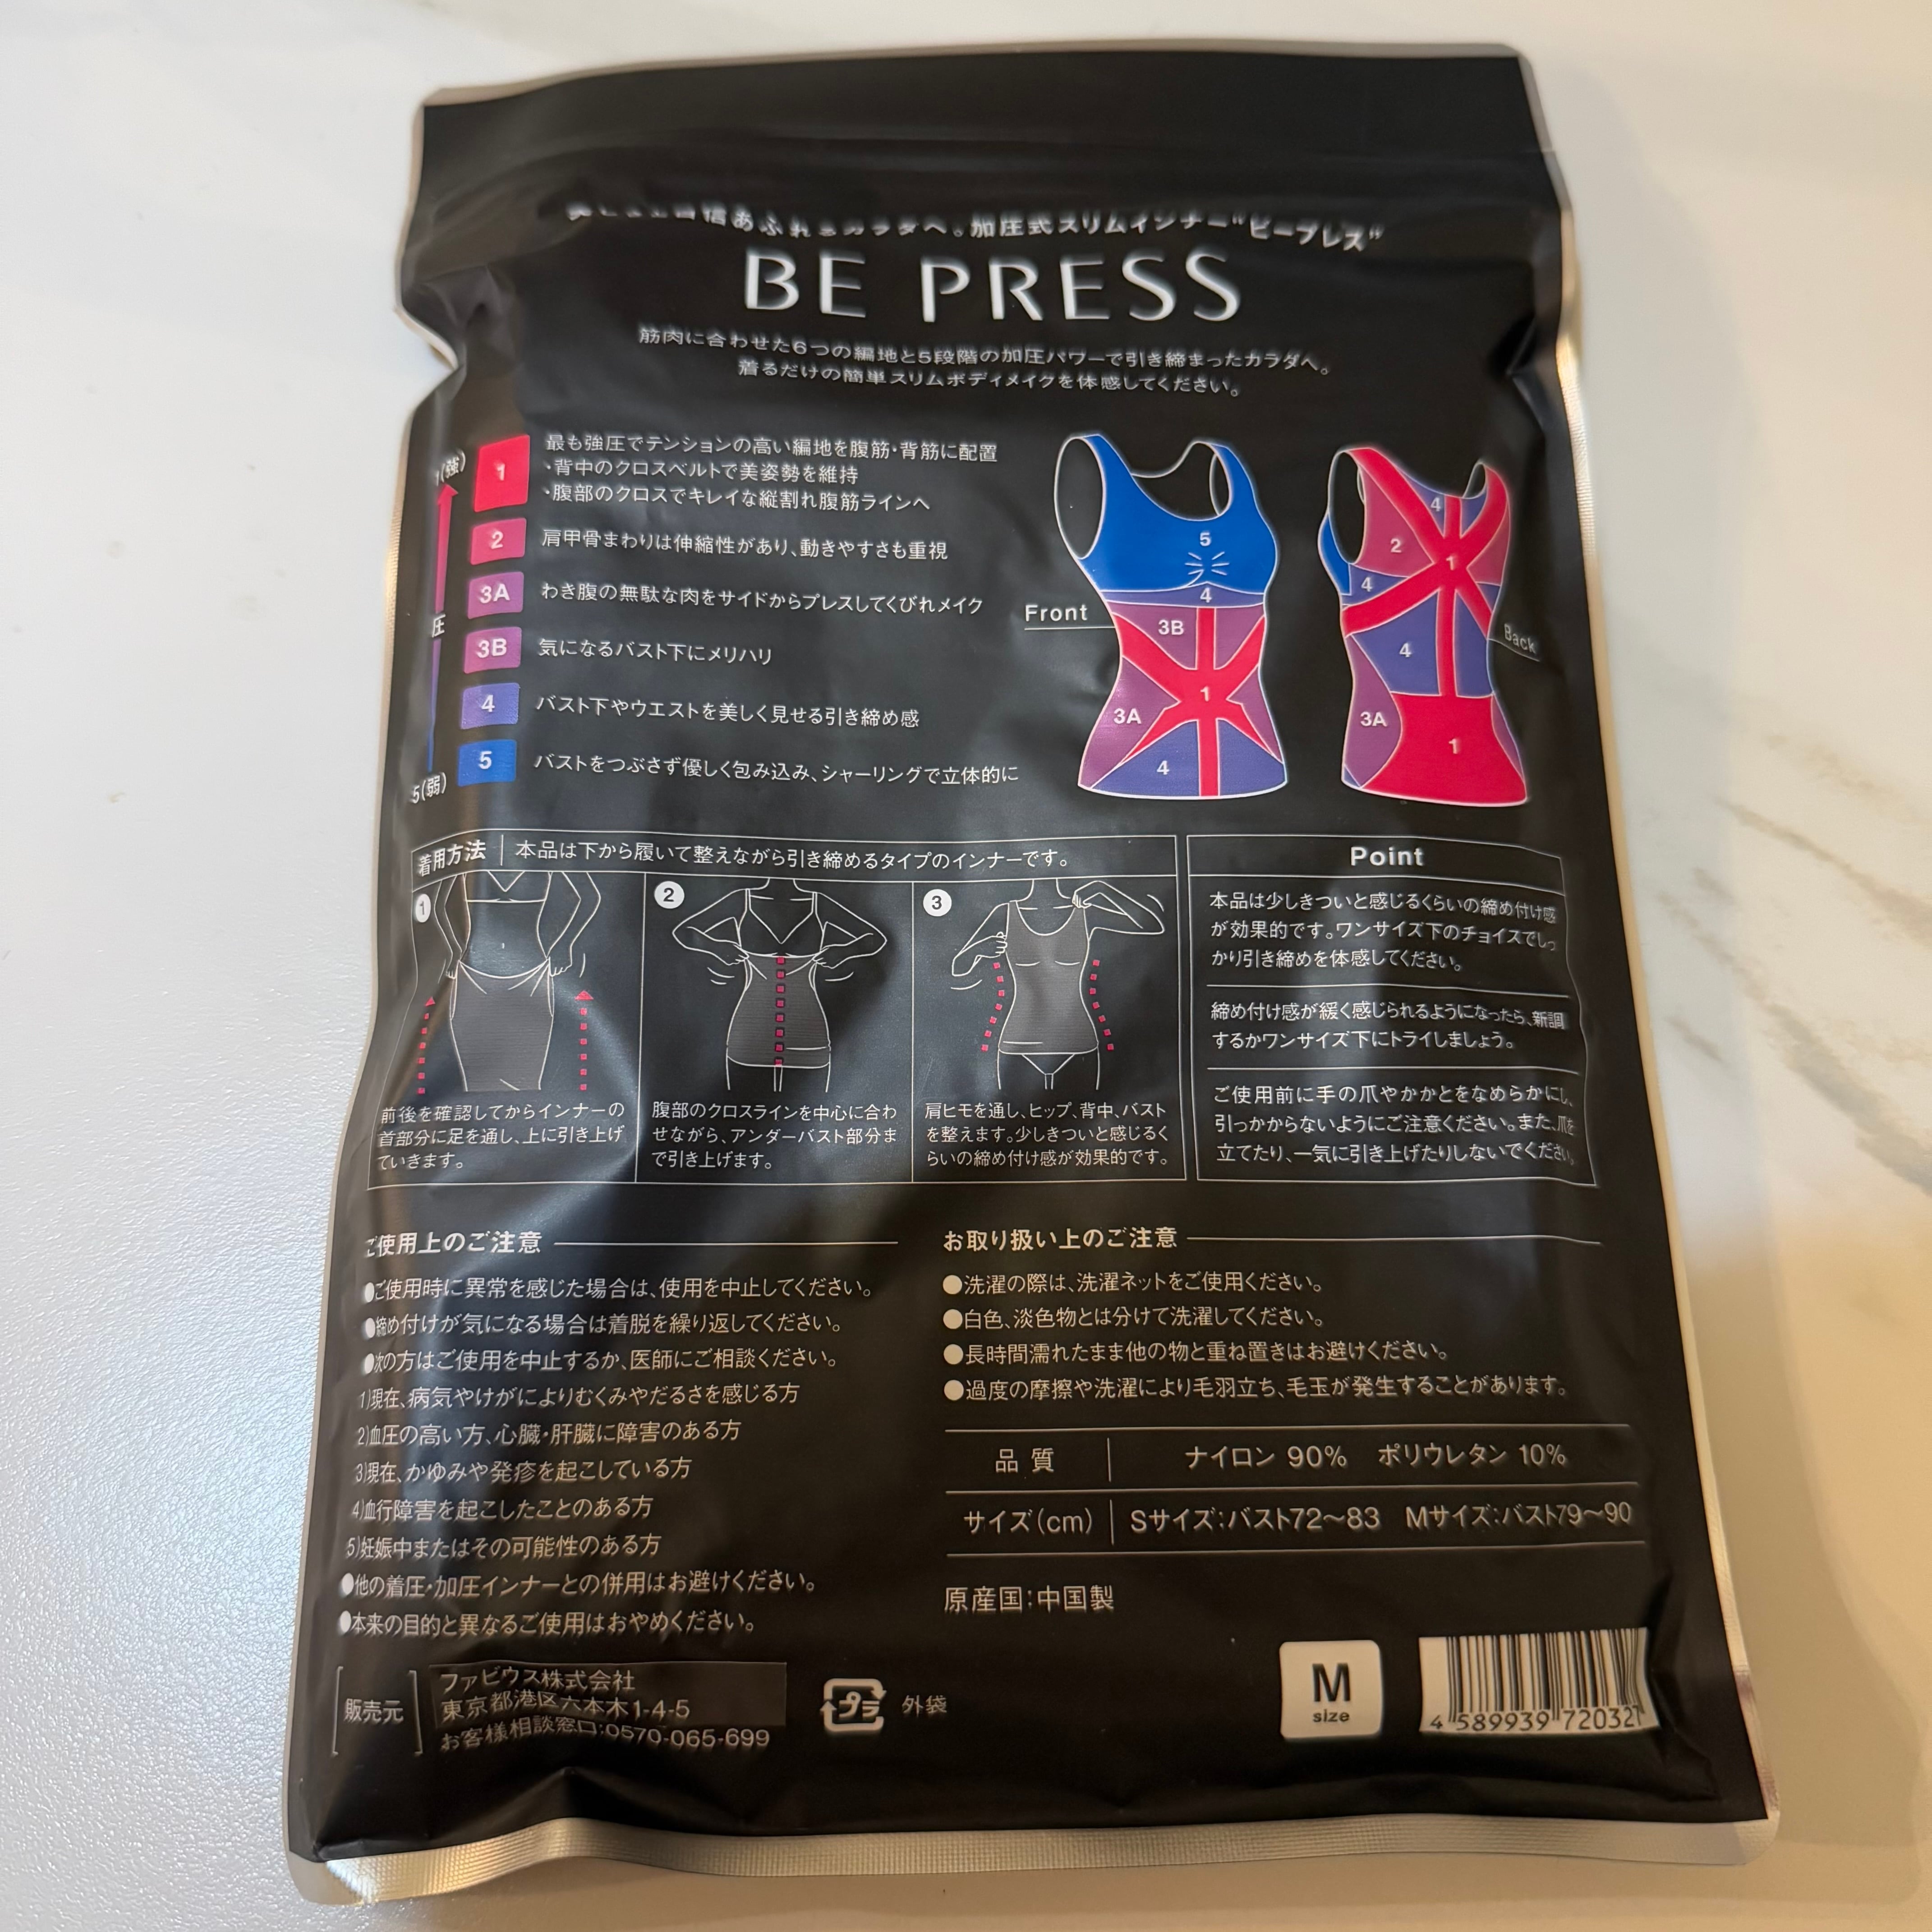 自信あふれるカラダへ。加圧式スリムインナー"ビープレス"
BE PRESS
筋肉に合わせた6つの編地と5段階の加圧パワーで引き締まったカラダへ。
着るだけの簡単スリムボディメイクを体感してください。
1(強)
圧
5(弱)
1
最も強圧でテンションの高い編地を腹筋・背筋に配置
・背中のクロスベルトで美姿勢を維持
・腹部のクロスでキレイな縦割れ腹筋ラインへ
2 肩甲骨まわりは伸縮性があり、動きやすさも重視
3A わき腹の無駄な肉をサイドからプレスしてくびれメイク
3B 気になるバスト下にメリハリ
4 バスト下やウエストを美しく見せる引き締め感
5 バストをつぶさず優しく包み込み、シャーリングで立体的に
Front
5
4
3B
1
3A
4
Back
4
2
1
4
4
3A
1
着用方法 本品は下から履いて整えながら引き締めるタイプのインナーです。
1
前後を確認してからインナーの
首部分に足を通し、上に引き上げ
ていきます。
2
腹部のクロスラインを中心に合わ
せながら、アンダーバスト部分ま
で引き上げます。
3
肩ヒモを通し、ヒップ、背中、バスト
を整えます。少しきついと感じるく
らいの締め付け感が効果的です。
Point
本品は少しきついと感じるくらいの締め付け感
が効果的です。ワンサイズ下のチョイスでしっ
かり引き締めを体感してください。
締め付け感が緩く感じられるようになったら、新調
するかワンサイズ下にトライしましょう。
ご使用前に手の爪やかかとをなめらかにし、
引っかからないようにご注意ください。また、爪を
立てたり、一気に引き上げたりしないでください。
ご使用上のご注意
●ご使用時に異常を感じた場合は、使用を中止してください。
●締め付けが気になる場合は着脱を繰り返してください。
●次の方はご使用を中止するか、医師にご相談ください。
1)現在、病気やけがによりむくみやだるさを感じる方
2)血圧の高い方、心臓・肝臓に障害のある方
3)現在、かゆみや発疹を起こしている方
4)血行障害を起こしたことのある方
5)妊娠中またはその可能性のある方
●他の着圧・加圧インナーとの併用はお避けください。
●本来の目的と異なるご使用はおやめください。
お取り扱い上のご注意
●洗濯の際は、洗濯ネットをご使用ください。
●白色、淡色物とは分けて洗濯してください。
●長時間濡れたまま他の物と重ね置きはお避けください。
●過度の摩擦や洗濯により毛羽立ち、毛玉が発生することがあります。
品質 ナイロン 90% ポリウレタン 10%
サイズ(cm) Sサイズ:バスト72〜83 Mサイズ:バスト79〜90
原産国:中国製
販売元
ファビウス株式会社
東京都港区六本木1-4-5
お客様相談窓口:0570-065-699
プラ 外袋
M
size
4 589939 720321